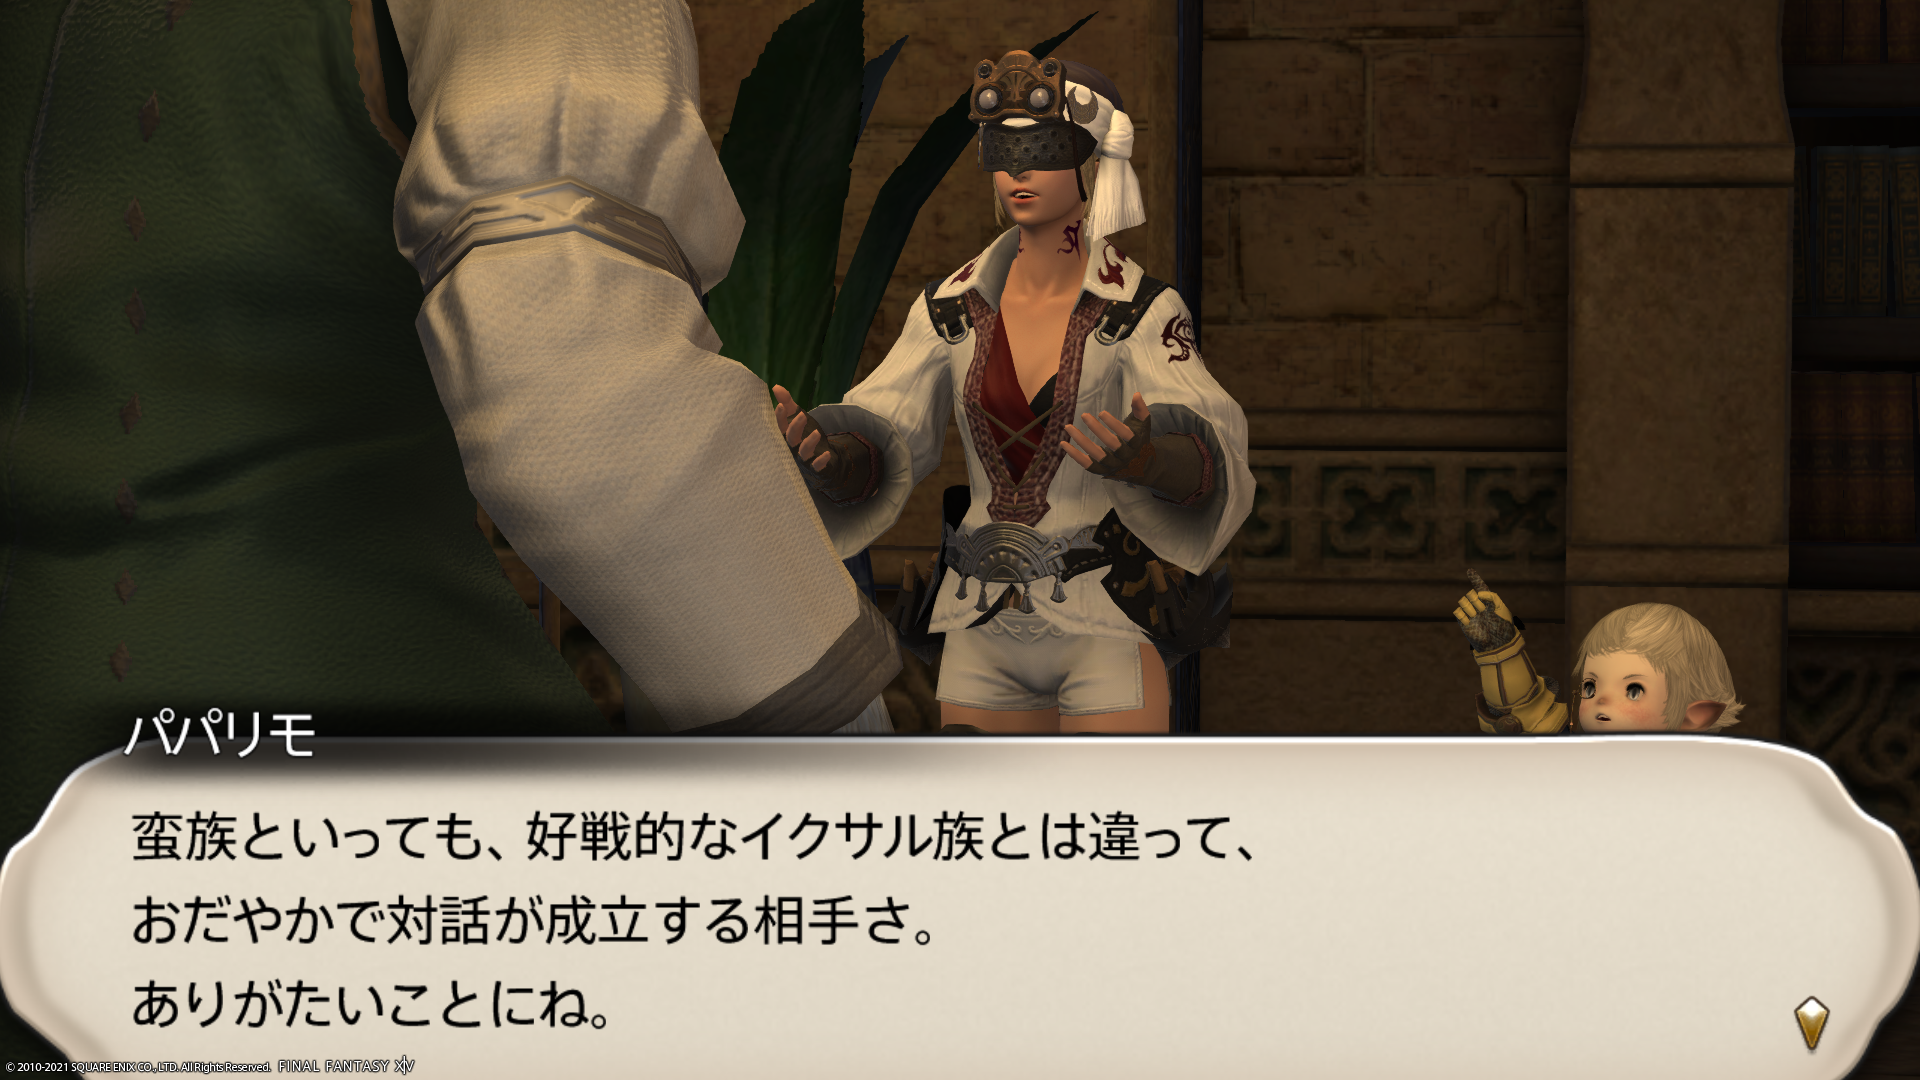 パパリモ
蛮族といっても、好戦的なイクサル族とは違って、
おだやかで対話が成立する相手さ。
ありがたいことにね。
© 2010-2021 SQUARE ENIX CO., LTD. All Rights Reserved. FINAL FANTASY XIV